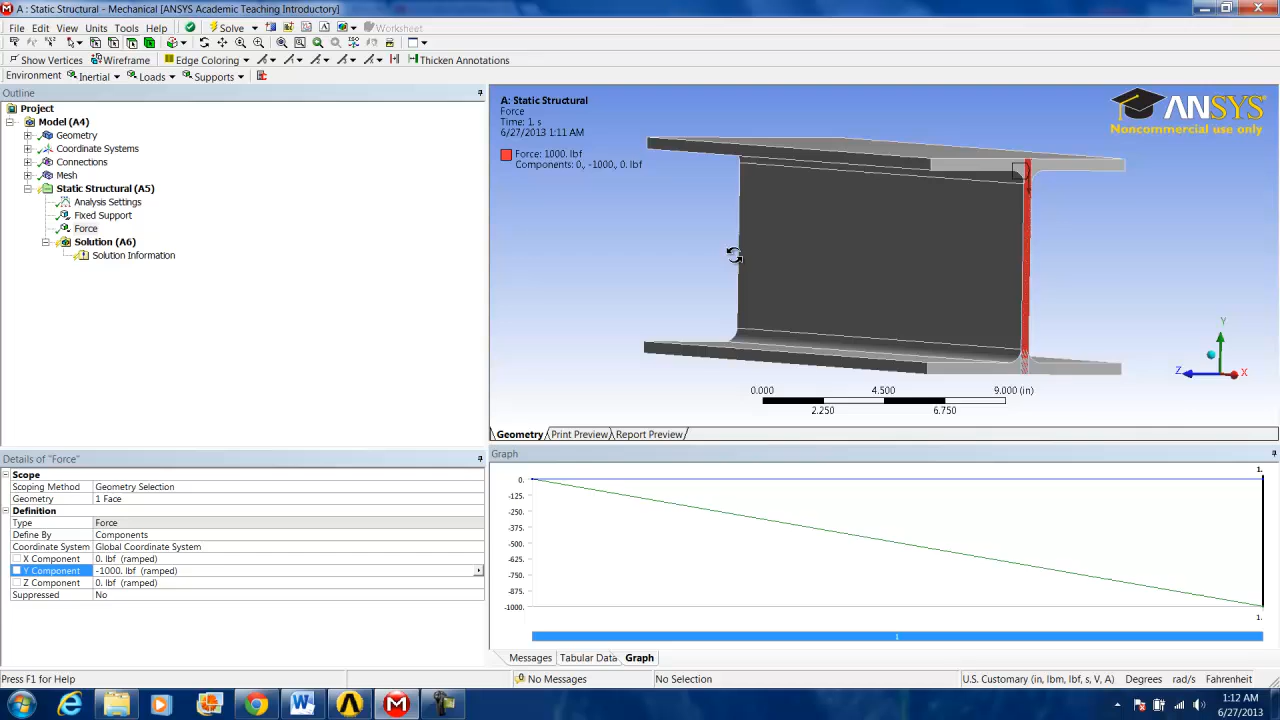 A : Static Structural - Mechanical [ANSYS Academic Teaching Introductory]
File Edit View Units Tools Help Solve Worksheet
Show Vertices Wireframe Edge Coloring Thicken Annotations
Environment Inertial Loads Supports
Outline
Project
Model (A4)
Geometry
Coordinate Systems
Connections
Mesh
Static Structural (A5)
Analysis Settings
Fixed Support
Force
Solution (A6)
Solution Information
A: Static Structural
Force
Time: 1. s
6/27/2013 1:11 AM
Force: 1000. lbf
Components: 0., -1000., 0. lbf
ANSYS
Noncommercial use only
Y
Z
X
0.000 4.500 9.000 (in)
2.250 6.750
Geometry Print Preview Report Preview
Details of "Force"
Scope
Scoping Method Geometry Selection
Geometry 1 Face
Definition
Type Force
Define By Components
Coordinate System Global Coordinate System
X Component 0. lbf (ramped)
Y Component -1000. lbf (ramped)
Z Component 0. lbf (ramped)
Suppressed No
Graph
1.
0.
-125.
-250.
-375.
-500.
-625.
-750.
-875.
-1000.
1.
1
Messages Tabular Data Graph
Press F1 for Help No Messages No Selection U.S. Customary (in, lbm, lbf, s, V, A) Degrees rad/s Fahrenheit
1:12 AM
6/27/2013